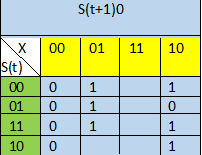 S(t+1)0
X 00 01 11 10
S(t)
00 0 1 1
01 0 1 0
11 0 1 1
10 0 1